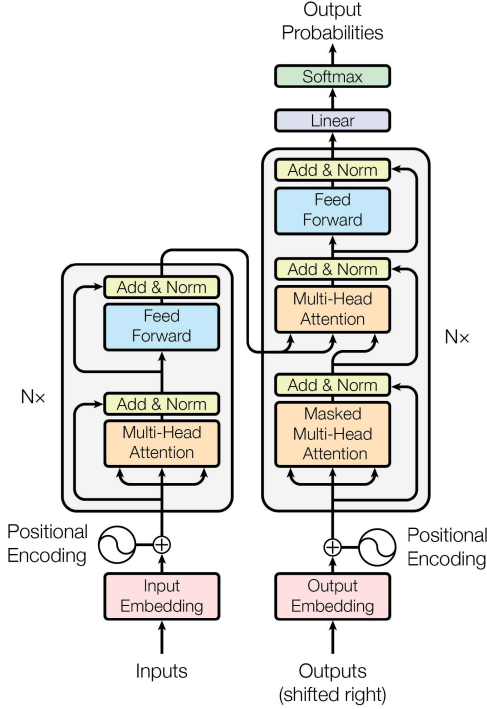 Output
Probabilities
Softmax
Linear
Add & Norm
Feed
Forward
Add & Norm
Multi-Head
Attention
Add & Norm
Masked
Multi-Head
Attention
N×
Add & Norm
Feed
Forward
Add & Norm
Multi-Head
Attention
N×
Positional
Encoding
Positional
Encoding
Input
Embedding
Output
Embedding
Inputs
Outputs
(shifted right)